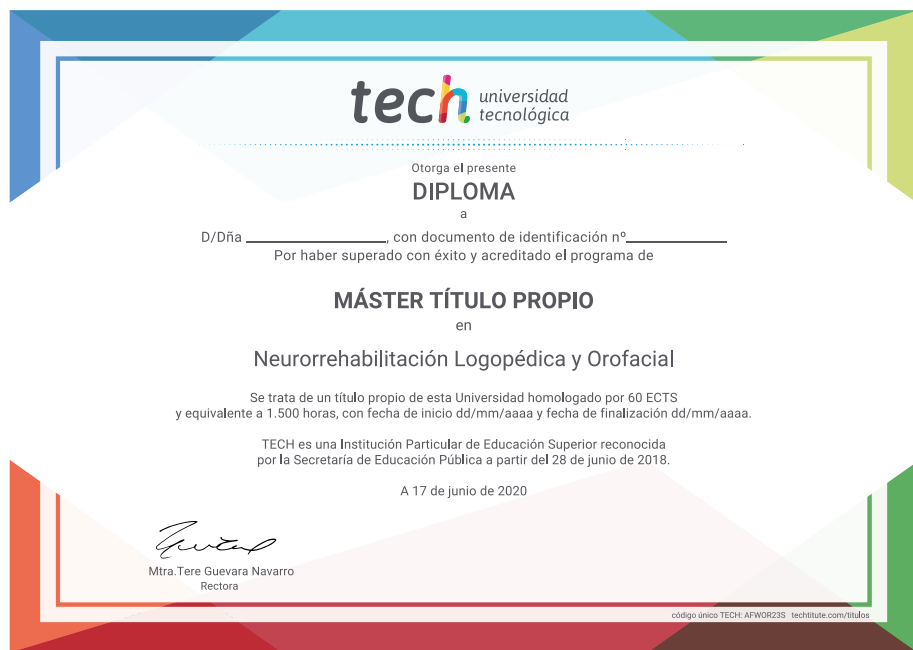 tech universidad
tecnológica
Otorga el presente
DIPLOMA
a
D/Dña ______________, con documento de identificación nº__________
Por haber superado con éxito y acreditado el programa de
MÁSTER TÍTULO PROPIO
en
Neurorrehabilitación Logopédica y Orofacial
Se trata de un título propio de esta Universidad homologado por 60 ECTS
y equivalente a 1.500 horas, con fecha de inicio dd/mm/aaaa y fecha de finalización dd/mm/aaaa.
TECH es una Institución Particular de Educación Superior reconocida
por la Secretaría de Educación Pública a partir del 28 de junio de 2018.
A 17 de junio de 2020
Mtra.Tere Guevara Navarro
Rectora
código único TECH: AFWOR23S techtitute.com/titulos